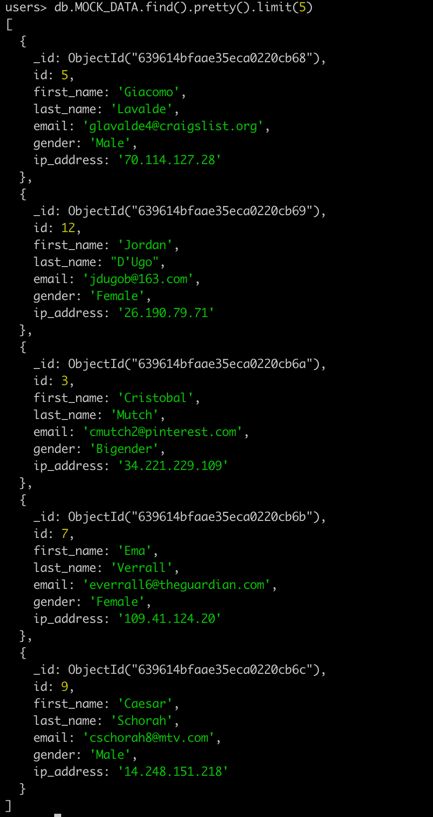 users> db.MOCK_DATA.find().pretty().limit(5)
[
  {
    _id: ObjectId("639614bfaae35eca0220cb68"),
    id: 5,
    first_name: 'Giacomo',
    last_name: 'Lavalde',
    email: 'glavalde4@craigslist.org',
    gender: 'Male',
    ip_address: '70.114.127.28'
  },
  {
    _id: ObjectId("639614bfaae35eca0220cb69"),
    id: 12,
    first_name: 'Jordan',
    last_name: "D'Ugo",
    email: 'jdugob@163.com',
    gender: 'Female',
    ip_address: '26.190.79.71'
  },
  {
    _id: ObjectId("639614bfaae35eca0220cb6a"),
    id: 3,
    first_name: 'Cristobal',
    last_name: 'Mutch',
    email: 'cmutch2@pinterest.com',
    gender: 'Bigender',
    ip_address: '34.221.229.109'
  },
  {
    _id: ObjectId("639614bfaae35eca0220cb6b"),
    id: 7,
    first_name: 'Ema',
    last_name: 'Verrall',
    email: 'everrall6@theguardian.com',
    gender: 'Female',
    ip_address: '109.41.124.20'
  },
  {
    _id: ObjectId("639614bfaae35eca0220cb6c"),
    id: 9,
    first_name: 'Caesar',
    last_name: 'Schorah',
    email: 'cschorah8@mtv.com',
    gender: 'Male',
    ip_address: '14.248.151.218'
  }
]